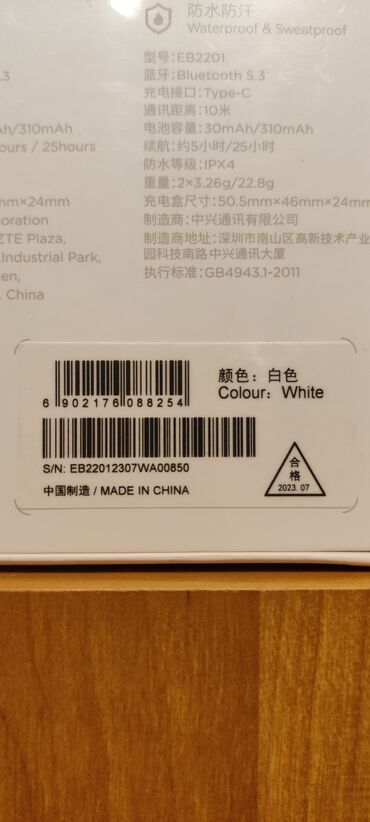 防水防汗
Waterproof & Sweatproof
型号：EB2201
蓝牙：Bluetooth 5.3
充电接口：Type-C
通讯距离：10米
电池容量：30mAh/310mAh
续航：约5小时/25小时
防水等级：IPX4
重量：2×3.26g/22.8g
充电盒尺寸：50.5mm×46mm×24mm
制造商：中兴通讯有限公司
制造商地址：深圳市南山区高新技术产业
园科技南路中兴通讯大厦
执行标准：GB4943.1-2011
.3
Ah/310mAh
ours / 25hours
mm×24mm
poration
ZTE Plaza,
Industrial Park,
en,
, China
6 902176 088254
颜色：白色
Colour：White
S/N: EB22012307WA00850
中国制造 / MADE IN CHINA
合
格
2023. 07